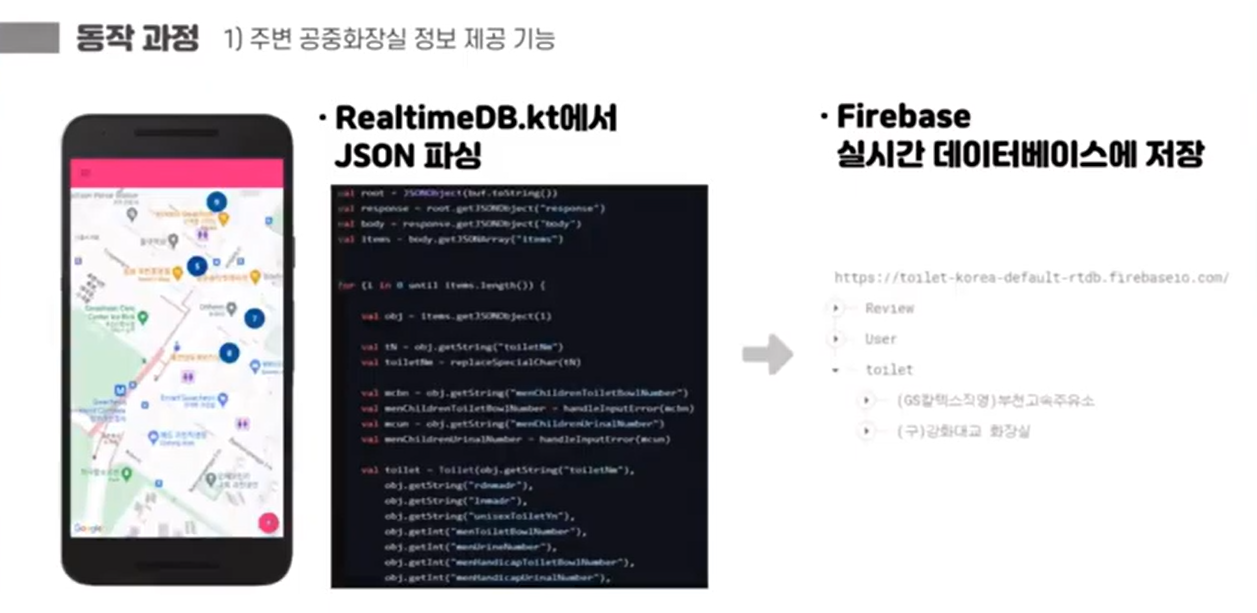 동작 과정 1) 주변 공중화장실 정보 제공 기능
· RealtimeDB.kt에서
JSON 파싱
val root = JSONObject(buf.toString())
val response = root.getJSONObject("response")
val body = response.getJSONObject("body")
val items = body.getJSONArray("items")
for (i in 0 until items.length()) {
val obj = items.getJSONObject(i)
val tN = obj.getString("toiletNm")
val toiletNm = replaceSpecialChar(tN)
val mcbn = obj.getString("menChildrenToiletBowlNumber")
val menChildrenToiletBowlNumber = handleInputError(mcbn)
val mcun = obj.getString("menChildrenUrinalNumber")
val menChildrenUrinalNumber = handleInputError(mcun)
val toilet = Toilet(obj.getString("toiletNm"),
obj.getString("rdnmadr"),
obj.getString("lnmadr"),
obj.getString("unisexToiletYn"),
obj.getInt("menToiletBowlNumber"),
obj.getInt("menUrineNumber"),
obj.getInt("menHandicapToiletBowlNumber"),
obj.getInt("menHandicapUrinalNumber"),
· Firebase
실시간 데이터베이스에 저장
https://toilet-korea-default-rtdb.firebaseio.com/
Review
User
toilet
(GS칼텍스직영)부천고속주유소
(구)강화대교 화장실
9
5
7
8
Google